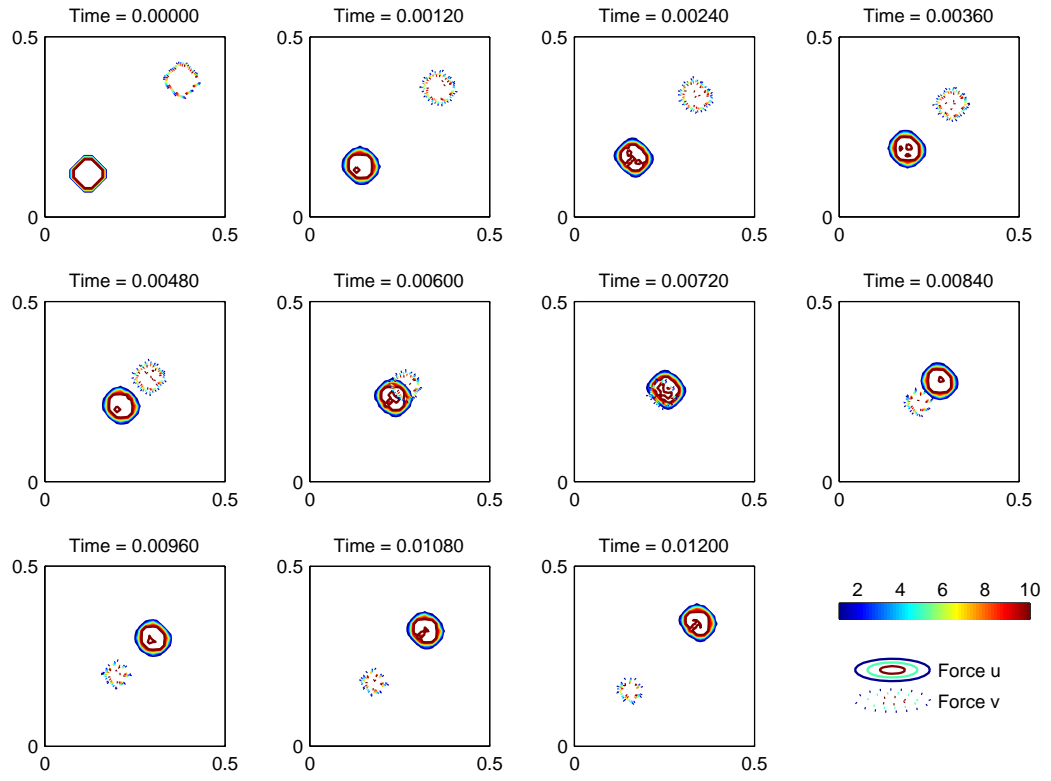 Time = 0.00000 Time = 0.00120 Time = 0.00240 Time = 0.00360
0.5 0.5 0.5 0.5
0 0 0 0
0 0.5 0 0.5 0 0.5 0 0.5
Time = 0.00480 Time = 0.00600 Time = 0.00720 Time = 0.00840
0.5 0.5 0.5 0.5
0 0 0 0
0 0.5 0 0.5 0 0.5 0 0.5
Time = 0.00960 Time = 0.01080 Time = 0.01200
0.5 0.5 0.5
2 4 6 8 10
Force u
Force v
0 0 0
0 0.5 0 0.5 0 0.5